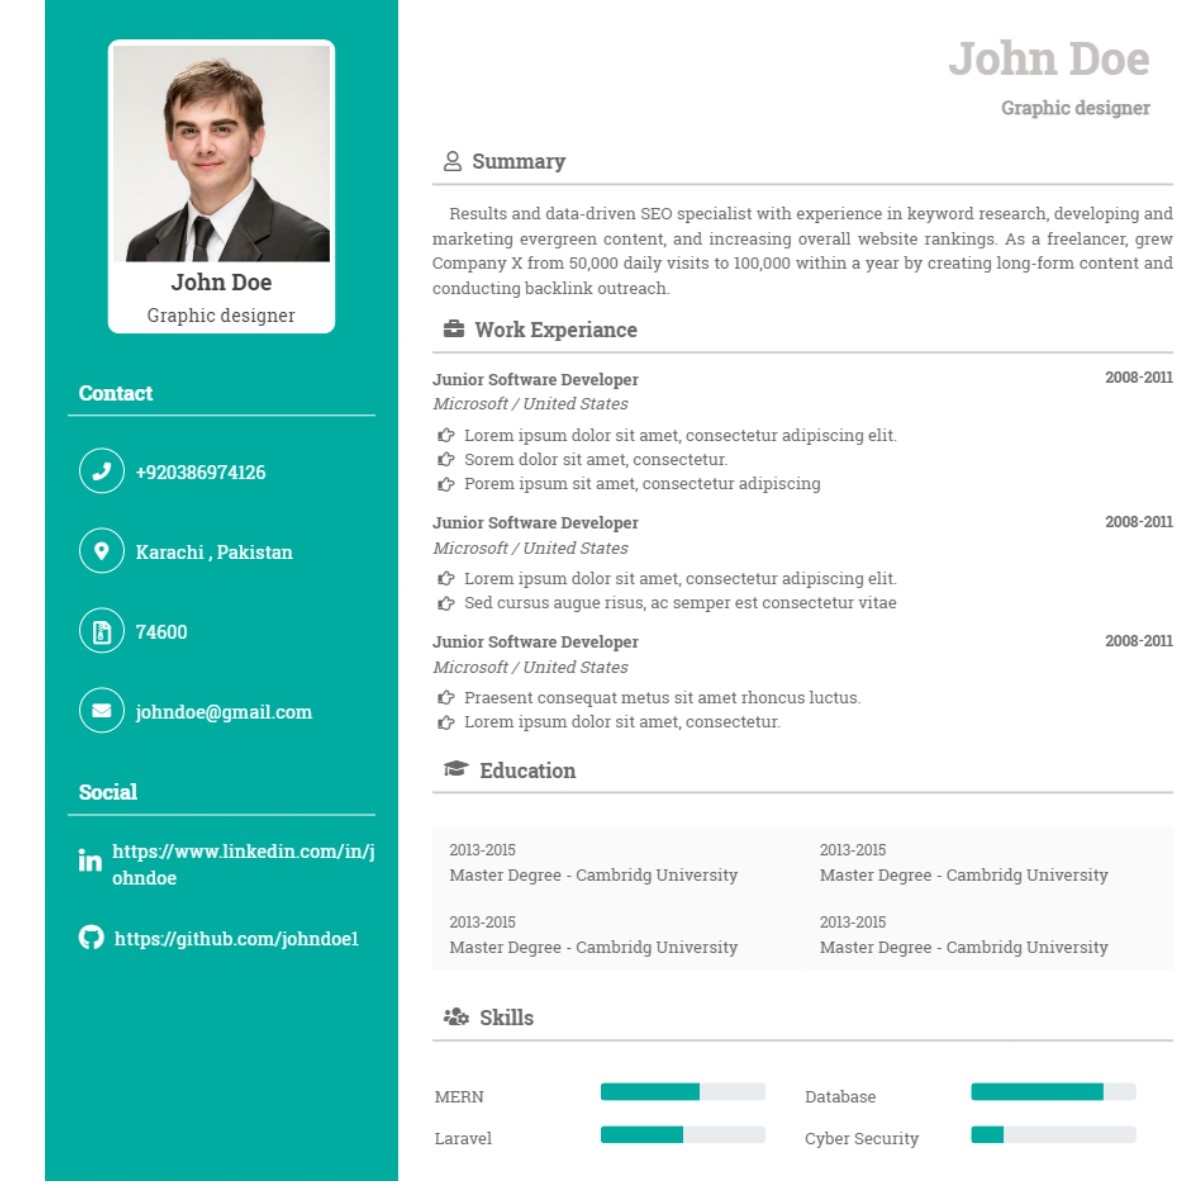 John Doe
Graphic designer
Contact
+920386974126
Karachi , Pakistan
74600
johndoe@gmail.com
Social
in
https://www.linkedin.com/in/j
ohndoe
https://github.com/johndoe1
John Doe
Graphic designer
Summary
Results and data-driven SEO specialist with experience in keyword research, developing and
marketing evergreen content, and increasing overall website rankings. As a freelancer, grew
Company X from 50,000 daily visits to 100,000 within a year by creating long-form content and
conducting backlink outreach.
Work Experiance
Junior Software Developer 2008-2011
Microsoft / United States
Lorem ipsum dolor sit amet, consectetur adipiscing elit.
Sorem dolor sit amet, consectetur.
Porem ipsum sit amet, consectetur adipiscing
Junior Software Developer 2008-2011
Microsoft / United States
Lorem ipsum dolor sit amet, consectetur adipiscing elit.
Sed cursus augue risus, ac semper est consectetur vitae
Junior Software Developer 2008-2011
Microsoft / United States
Praesent consequat metus sit amet rhoncus luctus.
Lorem ipsum dolor sit amet, consectetur.
Education
2013-2015
Master Degree - Cambridg University
2013-2015
Master Degree - Cambridg University
2013-2015
Master Degree - Cambridg University
2013-2015
Master Degree - Cambridg University
Skills
MERN
Database
Laravel
Cyber Security